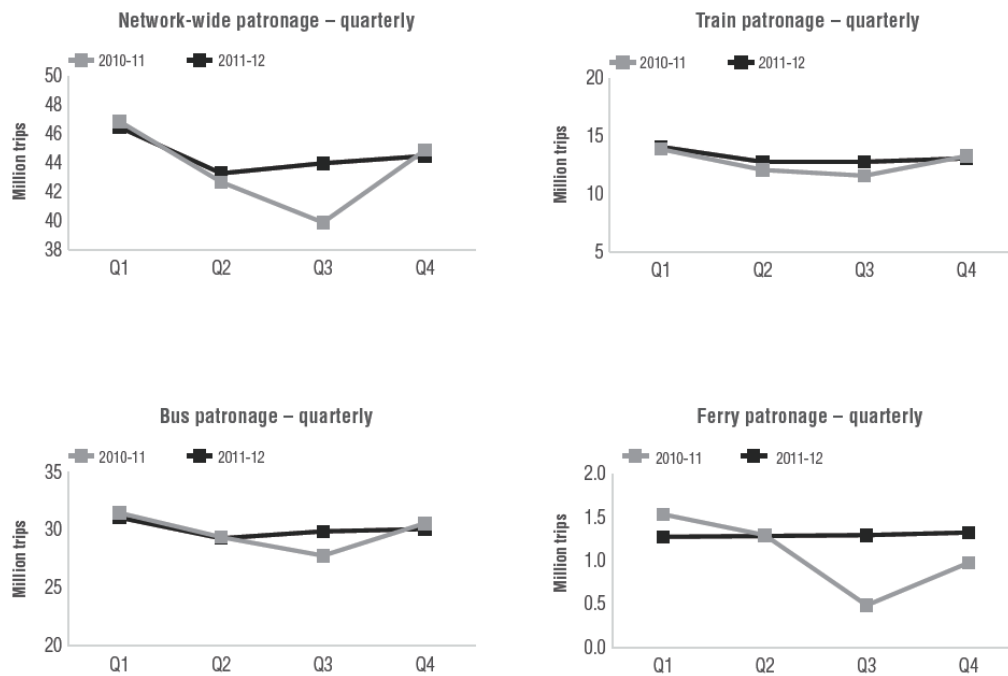 Network-wide patronage – quarterly
2010-11
2011-12
Million trips
50
48
46
44
42
40
38
Q1
Q2
Q3
Q4
Train patronage – quarterly
2010-11
2011-12
Million trips
20
15
10
5
Q1
Q2
Q3
Q4
Bus patronage – quarterly
2010-11
2011-12
Million trips
35
30
25
20
Q1
Q2
Q3
Q4
Ferry patronage – quarterly
2010-11
2011-12
Million trips
2.0
1.5
1.0
0.5
0.0
Q1
Q2
Q3
Q4